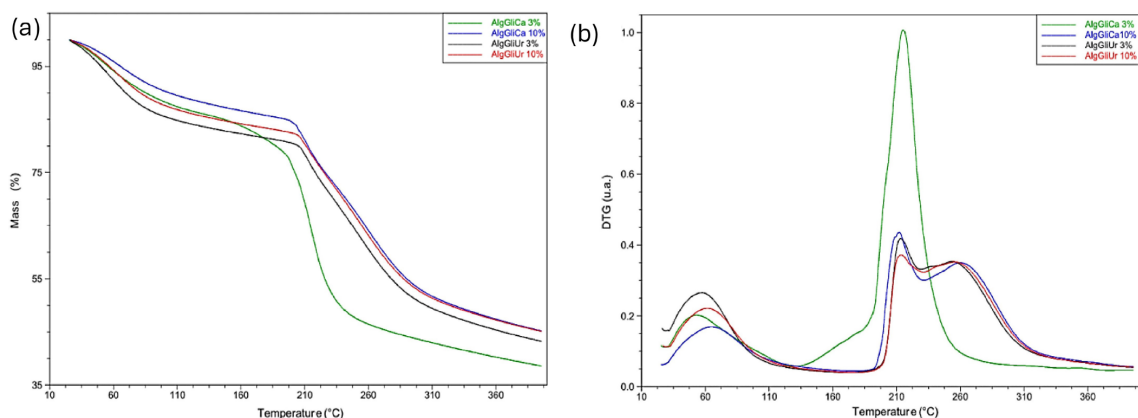 (a)
AlgGliCa 3%
AlgGliCa 10%
AlgGliUr 3%
AlgGliUr 10%
95
75
55
35
Mass (%)
10 60 110 160 210 260 310 360
Temperature (°C)
(b)
AlgGliCa 3%
AlgGliCa10%
AlgGliUr 3%
AlgGliUr 10%
1.0
0.8
0.6
0.4
0.2
0.0
DTG (u.a.)
10 60 110 160 210 260 310 360
Temperature (°C)